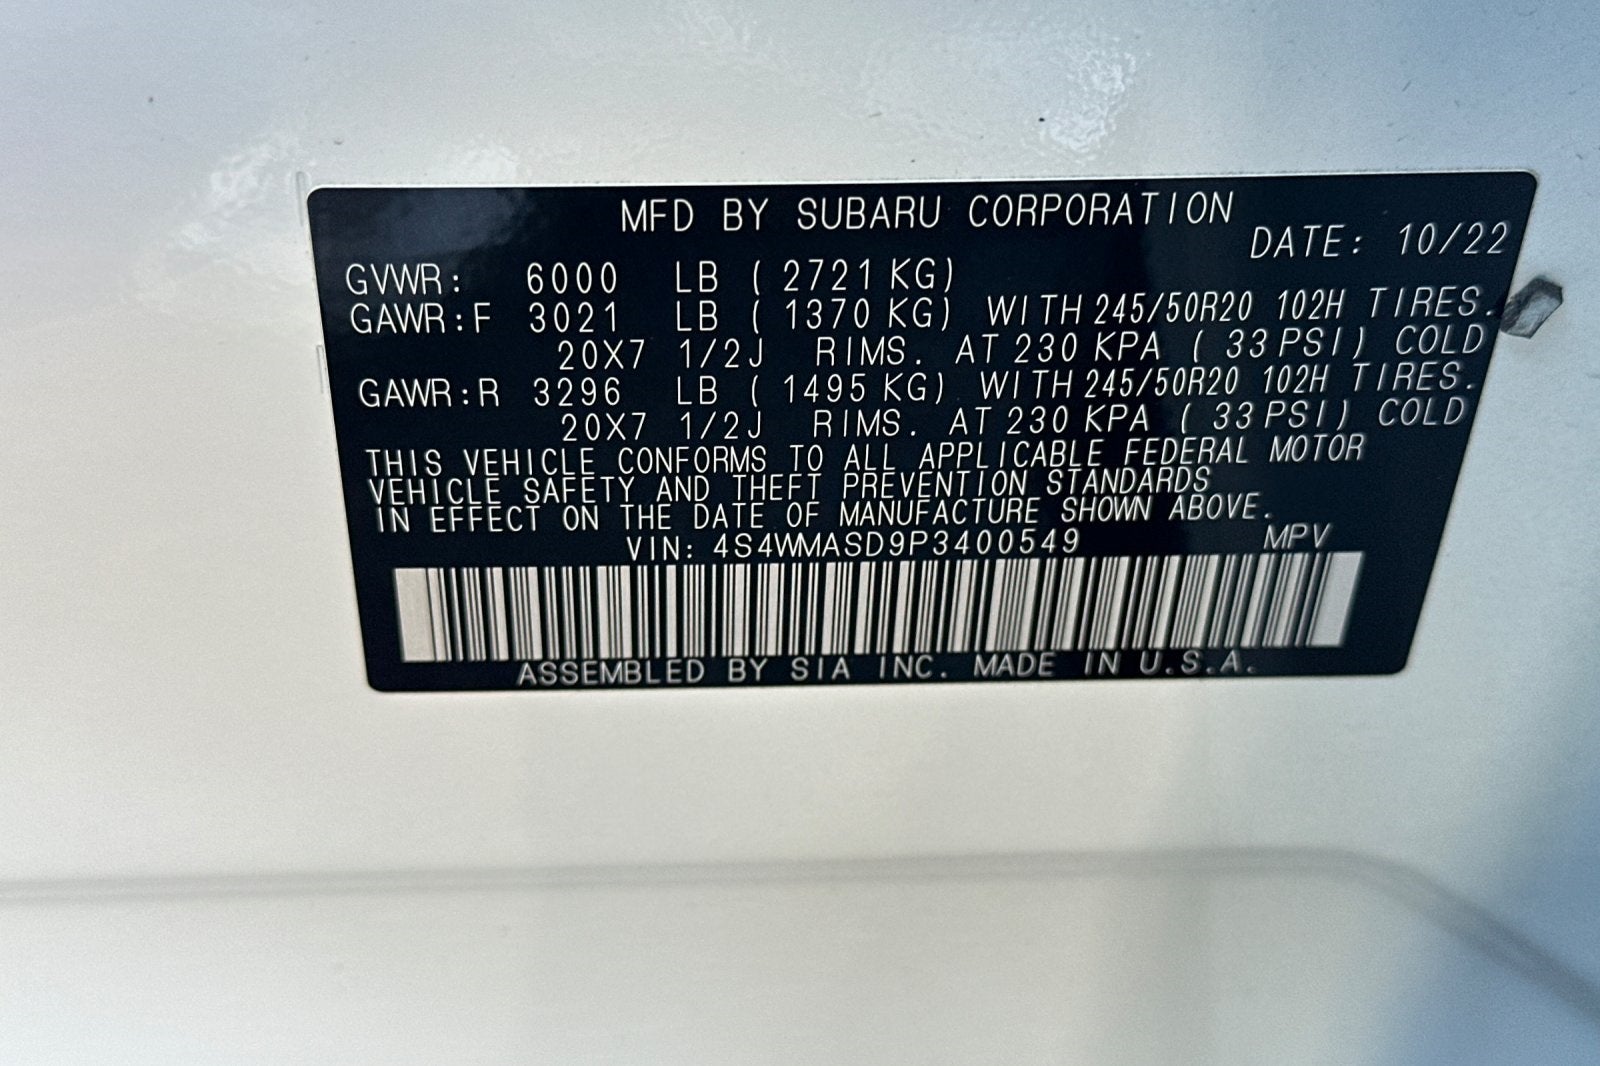 MFD BY SUBARU CORPORATION
DATE: 10/22
GVWR: 6000 LB ( 2721 KG)
GAWR:F 3021 LB ( 1370 KG) WITH 245/50R20 102H TIRES.
20X7 1/2J RIMS. AT 230 KPA ( 33 PSI) COLD
GAWR:R 3296 LB ( 1495 KG) WITH 245/50R20 102H TIRES.
20X7 1/2J RIMS. AT 230 KPA ( 33 PSI) COLD
THIS VEHICLE CONFORMS TO ALL APPLICABLE FEDERAL MOTOR
VEHICLE SAFETY AND THEFT PREVENTION STANDARDS
IN EFFECT ON THE DATE OF MANUFACTURE SHOWN ABOVE.
VIN: 4S4WMASD9P3400549 MPV
ASSEMBLED BY SIA INC. MADE IN U.S.A.